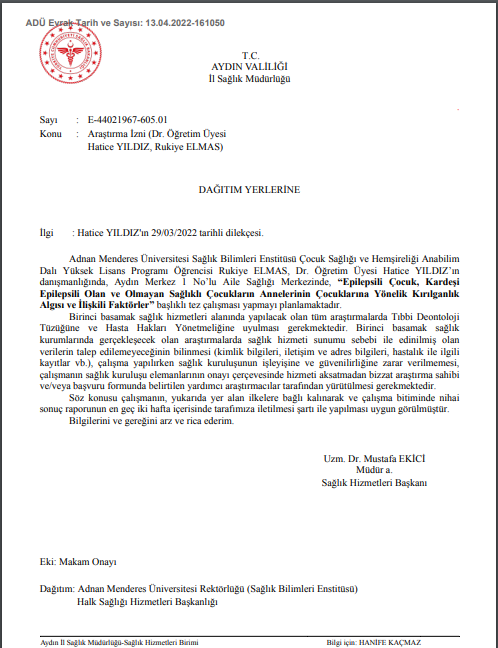 ADÜ Evrak Tarih ve Sayısı: 13.04.2022-161050
T.C.
AYDIN VALİLİĞİ
İl Sağlık Müdürlüğü
Sayı : E-44021967-605.01
Konu : Araştırma İzni (Dr. Öğretim Üyesi
Hatice YILDIZ, Rukiye ELMAS)
DAĞITIM YERLERİNE
İlgi : Hatice YILDIZ'ın 29/03/2022 tarihli dilekçesi.
Adnan Menderes Üniversitesi Sağlık Bilimleri Enstitüsü Çocuk Sağlığı ve Hemşireliği Anabilim
Dalı Yüksek Lisans Programı Öğrencisi Rukiye ELMAS, Dr. Öğretim Üyesi Hatice YILDIZ'ın
danışmanlığında, Aydın Merkez 1 No'lu Aile Sağlığı Merkezinde, “Epilepsili Çocuk, Kardeşi
Epilepsili Olan ve Olmayan Sağlıklı Çocukların Annelerinin Çocuklarına Yönelik Kırılganlık
Algısı ve İlişkili Faktörler” başlıklı tez çalışması yapmayı planlamaktadır.
Birinci basamak sağlık hizmetleri alanında yapılacak olan tüm araştırmalarda Tıbbi Deontoloji
Tüzüğüne ve Hasta Hakları Yönetmeliğine uyulması gerekmektedir. Birinci basamak sağlık
kurumlarında gerçekleşecek olan araştırmalarda sağlık hizmeti sunumu sebebi ile edinilmiş olan
verilerin talep edilemeyeceğinin bilinmesi (kimlik bilgileri, iletişim ve adres bilgileri, hastalık ile ilgili
kayıtlar vb.), çalışma yapılırken sağlık kuruluşunun işleyişine ve güvenilirliğine zarar verilmemesi,
çalışmanın sağlık kuruluşu elemanlarının onayı çerçevesinde hizmeti aksatmadan bizzat araştırma sahibi
ve/veya başvuru formunda belirtilen yardımcı araştırmacılar tarafından yürütülmesi gerekmektedir.
Söz konusu çalışmanın, yukarıda yer alan ilkelere bağlı kalınarak ve çalışma bitiminde nihai
sonuç raporunun en geç iki hafta içerisinde tarafımıza iletilmesi şartı ile yapılması uygun görülmüştür.
Bilgilerini ve gereğini arz ve rica ederim.
Uzm. Dr. Mustafa EKİCİ
Müdür a.
Sağlık Hizmetleri Başkanı
Eki: Makam Onayı
Dağıtım: Adnan Menderes Üniversitesi Rektörlüğü (Sağlık Bilimleri Enstitüsü)
Halk Sağlığı Hizmetleri Başkanlığı
Aydın İl Sağlık Müdürlüğü-Sağlık Hizmetleri Birimi Bilgi için: HANİFE KAÇMAZ